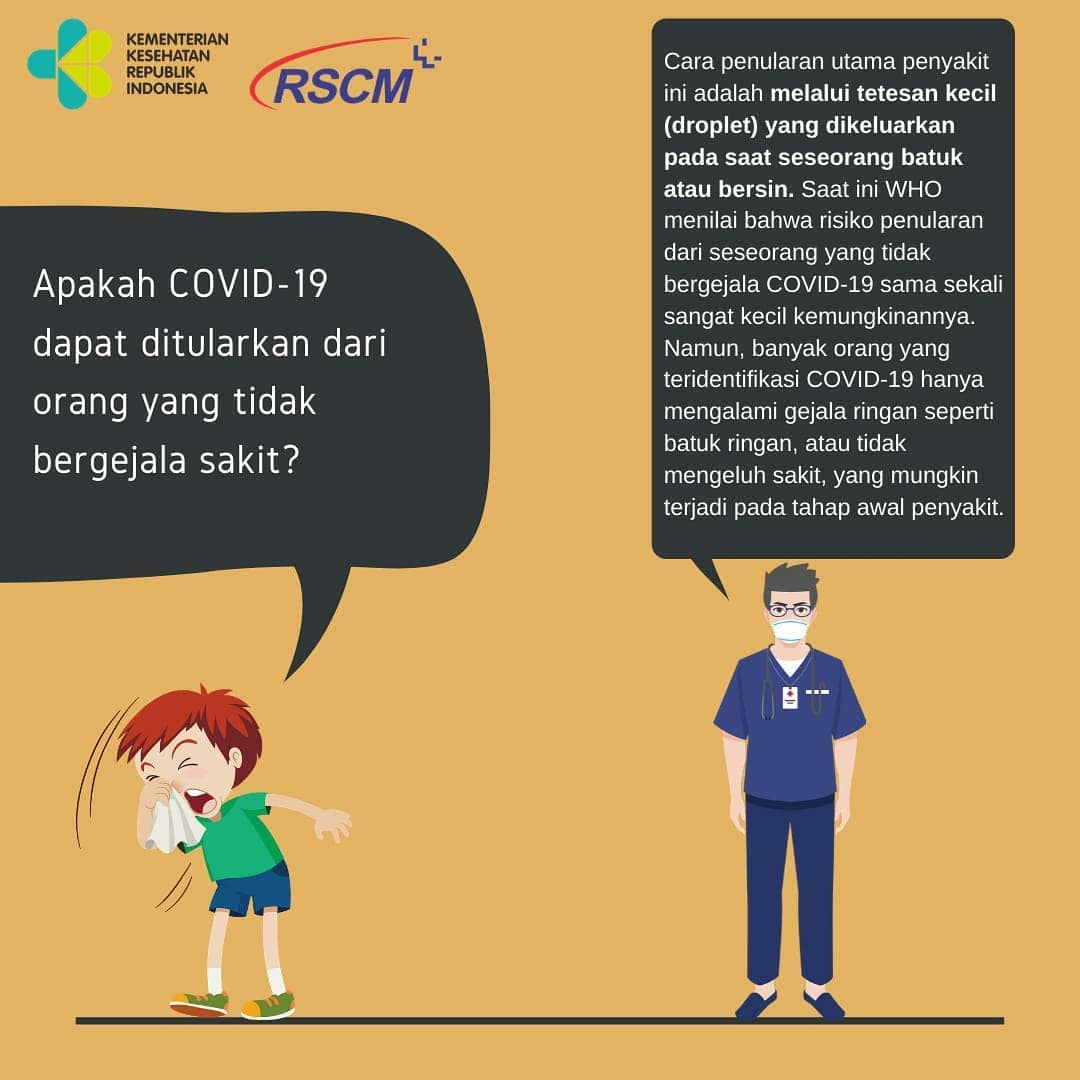 KEMENTERIAN
KESEHATAN
REPUBLIK
INDONESIA
RSCM
Apakah COVID-19
dapat ditularkan dari
orang yang tidak
bergejala sakit?
Cara penularan utama penyakit
ini adalah melalui tetesan kecil
(droplet) yang dikeluarkan
pada saat seseorang batuk
atau bersin. Saat ini WHO
menilai bahwa risiko penularan
dari seseorang yang tidak
bergejala COVID-19 sama sekali
sangat kecil kemungkinannya.
Namun, banyak orang yang
teridentifikasi COVID-19 hanya
mengalami gejala ringan seperti
batuk ringan, atau tidak
mengeluh sakit, yang mungkin
terjadi pada tahap awal penyakit.